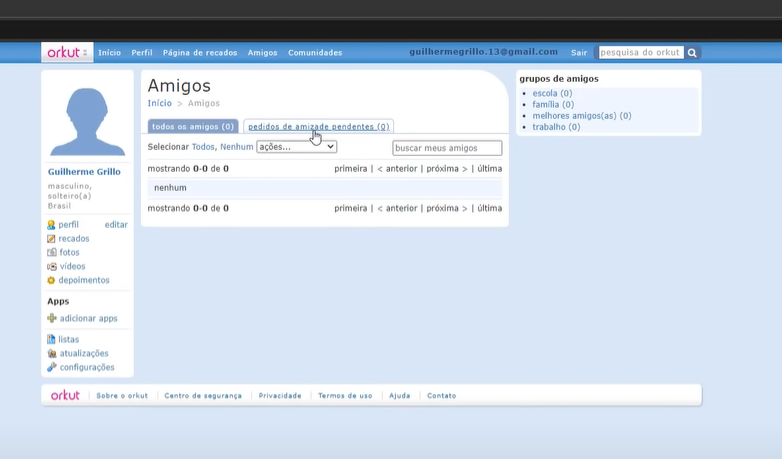 orkut Início Perfil Página de recados Amigos Comunidades guilhermegrillo.13@gmail.com Sair pesquisa do orkut
Guilherme Grillo
masculino,
solteiro(a)
Brasil
perfil editar
recados
fotos
vídeos
depoimentos
Apps
adicionar apps
listas
atualizações
configurações
Amigos
Início > Amigos
todos os amigos (0) pedidos de amizade pendentes (0)
Selecionar Todos, Nenhum ações... buscar meus amigos
mostrando 0-0 de 0 primeira | < anterior | próxima > | última
nenhum
mostrando 0-0 de 0 primeira | < anterior | próxima > | última
grupos de amigos
escola (0)
família (0)
melhores amigos(as) (0)
trabalho (0)
orkut Sobre o orkut Centro de segurança Privacidade Termos de uso Ajuda Contato